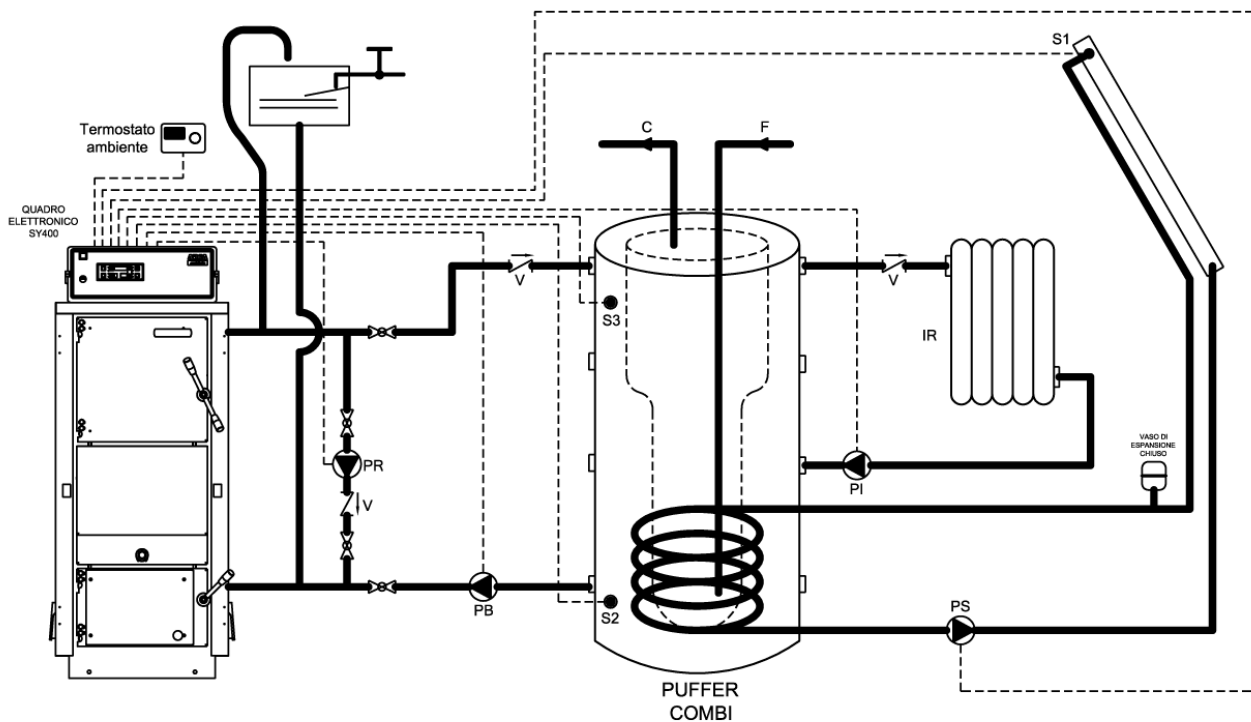 S1
Termostato
ambiente
C
F
QUADRO
ELETTRONICO
SY400
V
V
S3
IR
VASO DI
ESPANSIONE
CHIUSO
PR
PI
V
PB
S2
PS
PUFFER
COMBI